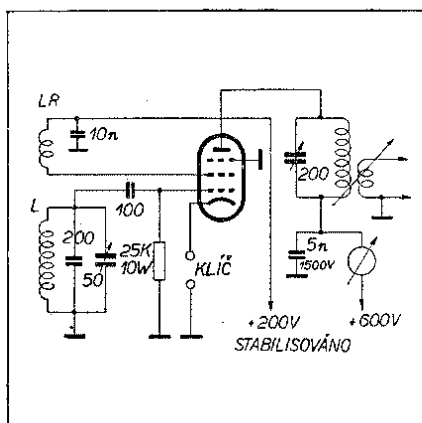 LR
10n
200
L
100
200
50
25K
10W
KLÍČ
5n
1500V
+200V
+600V
STABILISOVÁNO